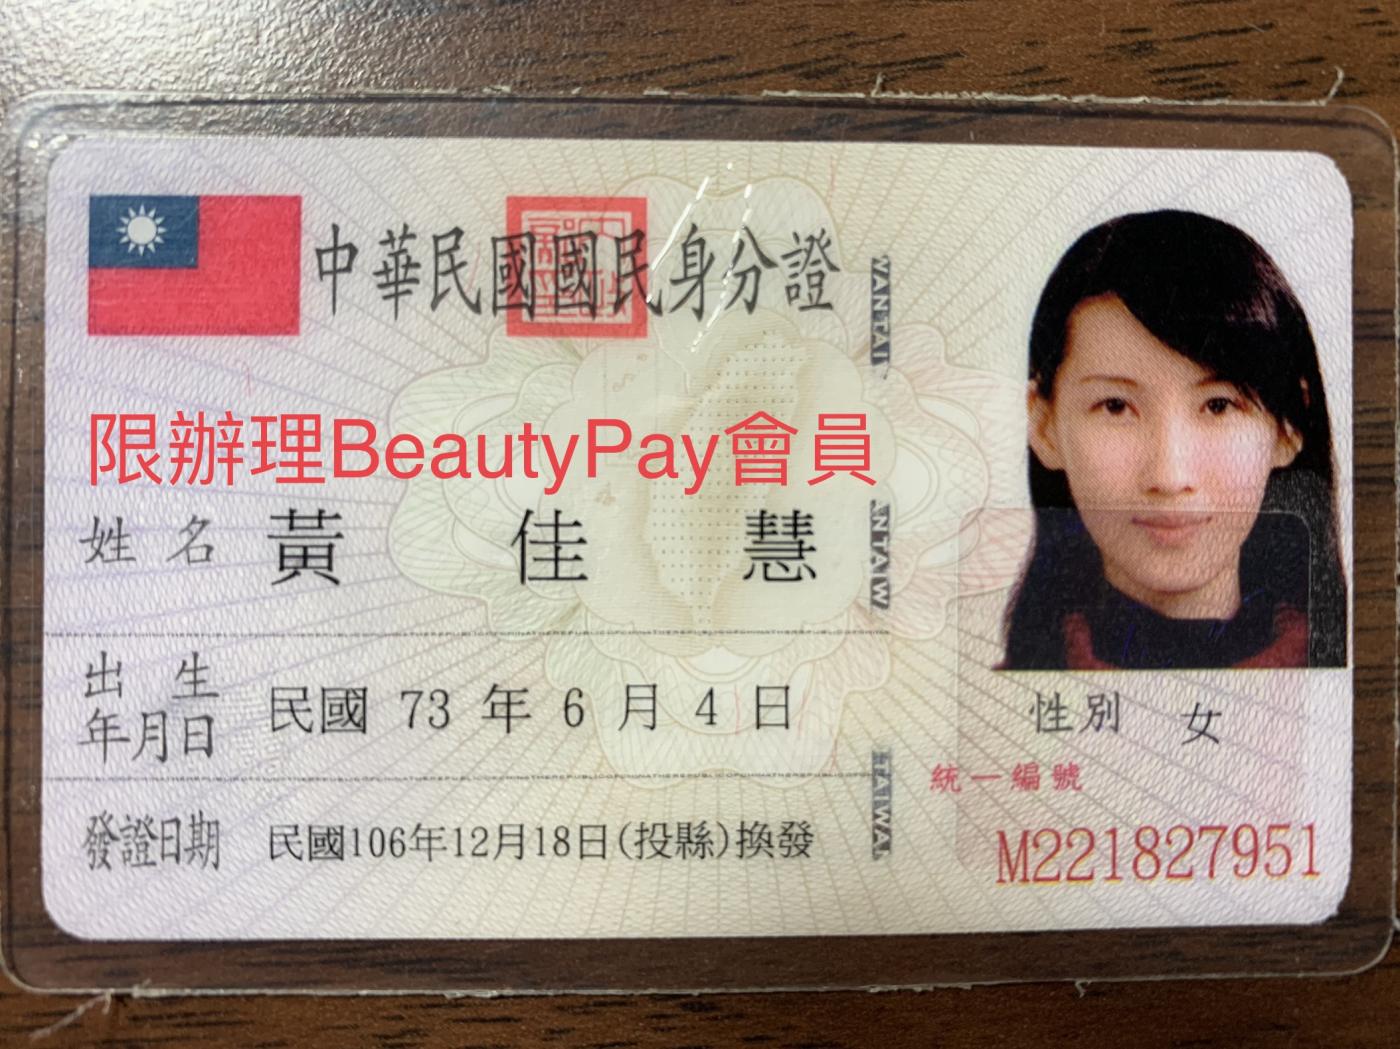 中華民國國民身分證
TAIWAN
限辦理BeautyPay會員
姓名 黃佳慧
TAIWAN
出生年月日 民國 73 年 6 月 4 日
性別 女
統一編號
TAIWAN
發證日期 民國106年12月18日(投縣)換發
M221827951